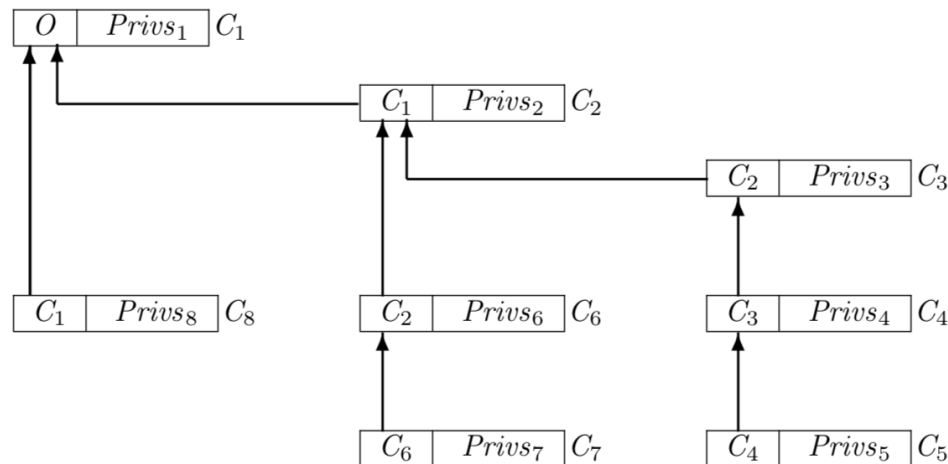 O Privs₁ C₁
C₁ Privs₂ C₂
C₂ Privs₃ C₃
C₁ Privs₈ C₈
C₂ Privs₆ C₆
C₃ Privs₄ C₄
C₆ Privs₇ C₇
C₄ Privs₅ C₅